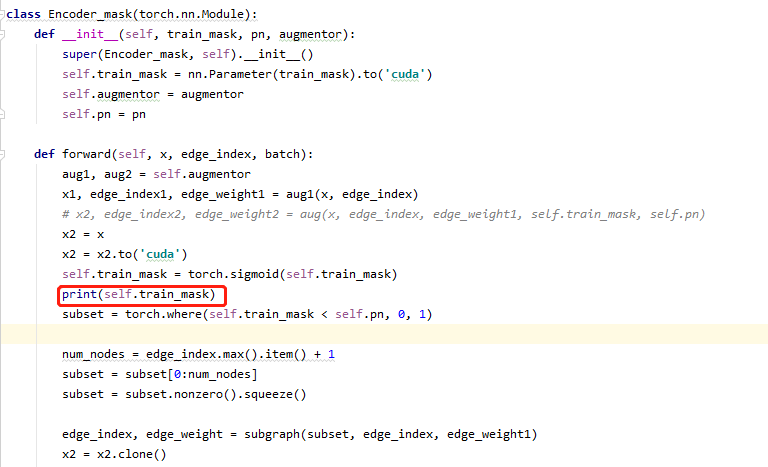 class Encoder_mask(torch.nn.Module):
    def __init__(self, train_mask, pn, augmentor):
        super(Encoder_mask, self).__init__()
        self.train_mask = nn.Parameter(train_mask).to('cuda')
        self.augmentor = augmentor
        self.pn = pn
    def forward(self, x, edge_index, batch):
        aug1, aug2 = self.augmentor
        x1, edge_index1, edge_weight1 = aug1(x, edge_index)
        # x2, edge_index2, edge_weight2 = aug(x, edge_index, edge_weight1, self.train_mask, self.pn)
        x2 = x
        x2 = x2.to('cuda')
        self.train_mask = torch.sigmoid(self.train_mask)
        print(self.train_mask)
        subset = torch.where(self.train_mask < self.pn, 0, 1)
        num_nodes = edge_index.max().item() + 1
        subset = subset[0:num_nodes]
        subset = subset.nonzero().squeeze()
        edge_index, edge_weight = subgraph(subset, edge_index, edge_weight1)
        x2 = x2.clone()